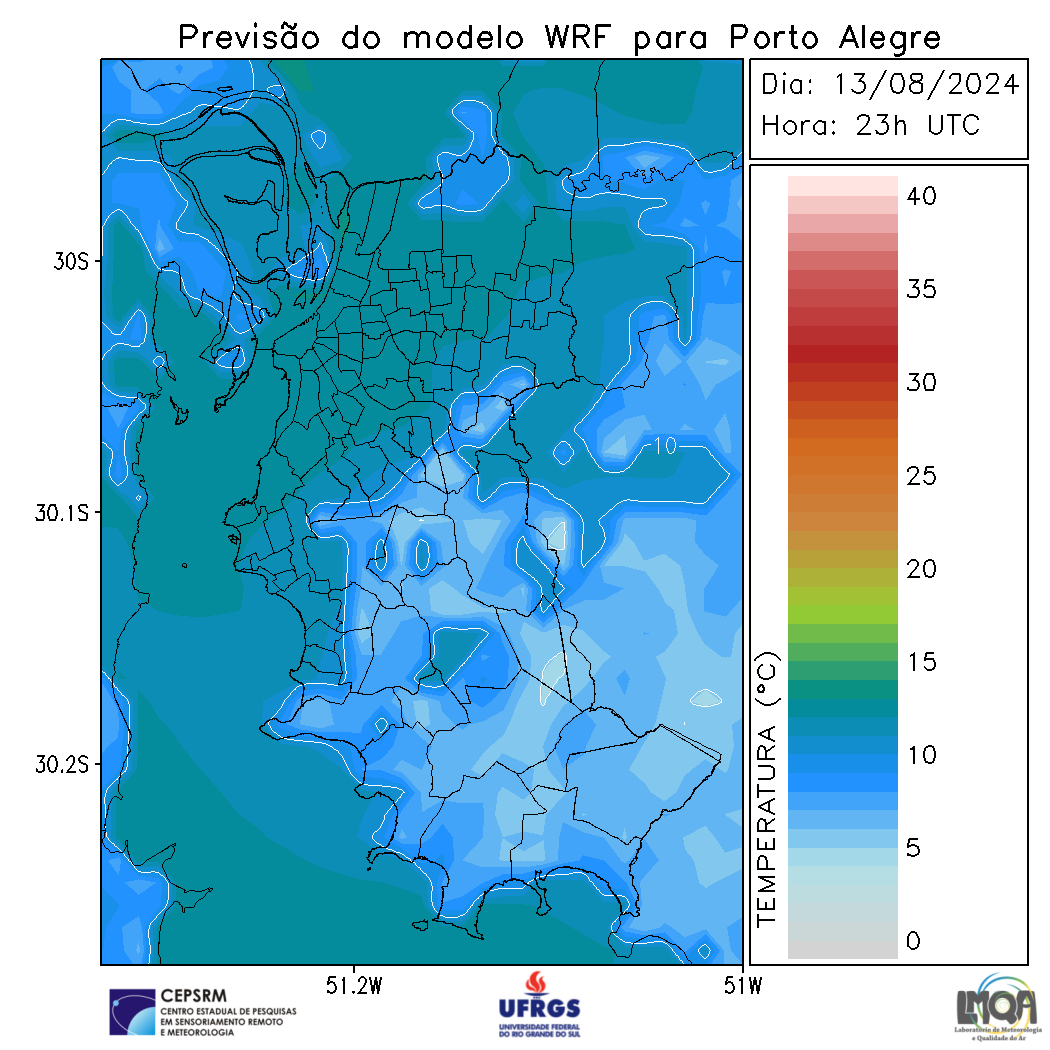 Previsão do modelo WRF para Porto Alegre
Dia: 13/08/2024
Hora: 23h UTC
40
35
30
25
20
15
10
5
0
TEMPERATURA (°C)
30S
30.1S
30.2S
10
51.2W
51W
CEPSRM
CENTRO ESTADUAL DE PESQUISAS
EM SENSORIAMENTO REMOTO
E METEOROLOGIA
UFRGS
UNIVERSIDADE FEDERAL
DO RIO GRANDE DO SUL
LMQA
Laboratório de Meteorologia
e Qualidade do Ar